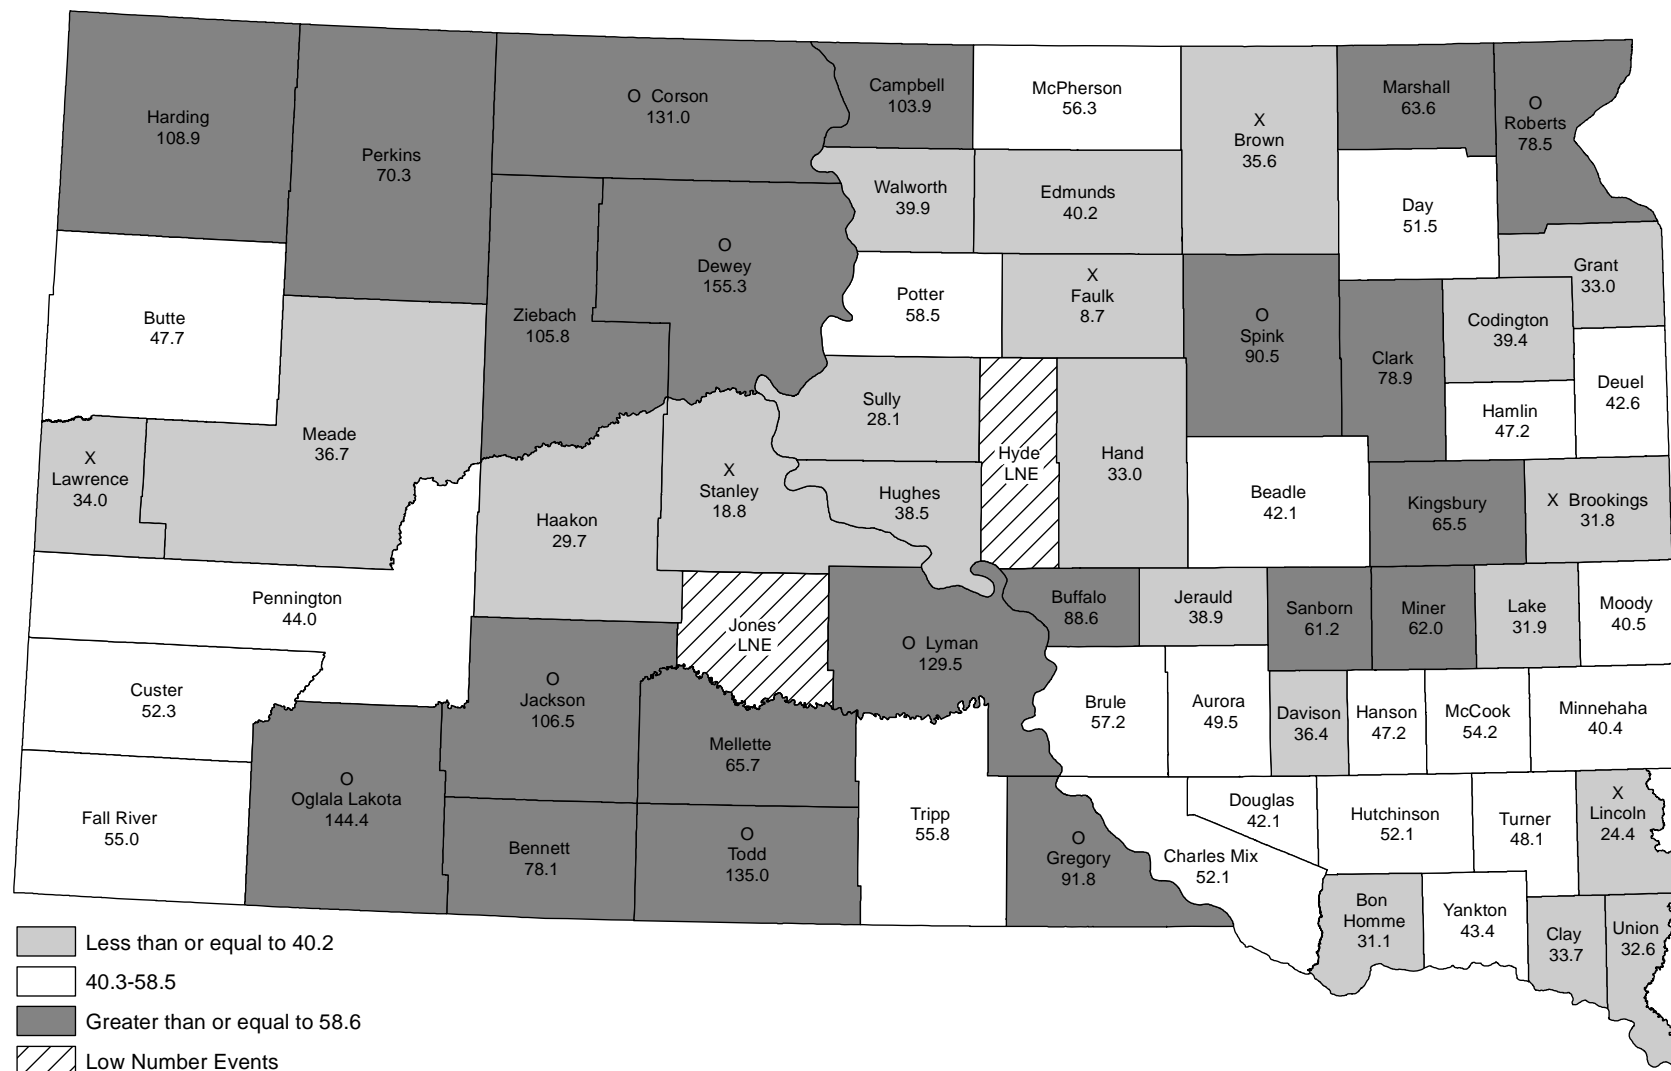 Harding
108.9
Perkins
70.3
O Corson
131.0
Campbell
103.9
McPherson
56.3
X
Brown
35.6
Marshall
63.6
O
Roberts
78.5
Walworth
39.9
Edmunds
40.2
Day
51.5
Butte
47.7
Ziebach
105.8
O
Dewey
155.3
Potter
58.5
X
Faulk
8.7
O
Spink
90.5
Clark
78.9
Codington
39.4
Grant
33.0
Deuel
42.6
Hamlin
47.2
X
Lawrence
34.0
Meade
36.7
Haakon
29.7
X
Stanley
18.8
Sully
28.1
Hughes
38.5
Hyde
LNE
Hand
33.0
Beadle
42.1
Kingsbury
65.5
X Brookings
31.8
Pennington
44.0
Jones
LNE
O Lyman
129.5
Buffalo
88.6
Jerauld
38.9
Sanborn
61.2
Miner
62.0
Lake
31.9
Moody
40.5
Custer
52.3
O
Jackson
106.5
Mellette
65.7
Brule
57.2
Aurora
49.5
Davison
36.4
Hanson
47.2
McCook
54.2
Minnehaha
40.4
Fall River
55.0
O
Oglala Lakota
144.4
Bennett
78.1
O
Todd
135.0
Tripp
55.8
O
Gregory
91.8
Charles Mix
52.1
Douglas
42.1
Hutchinson
52.1
Turner
48.1
X
Lincoln
24.4
Bon
Homme
31.1
Yankton
43.4
Clay
33.7
Union
32.6
Less than or equal to 40.2
40.3-58.5
Greater than or equal to 58.6
Low Number Events